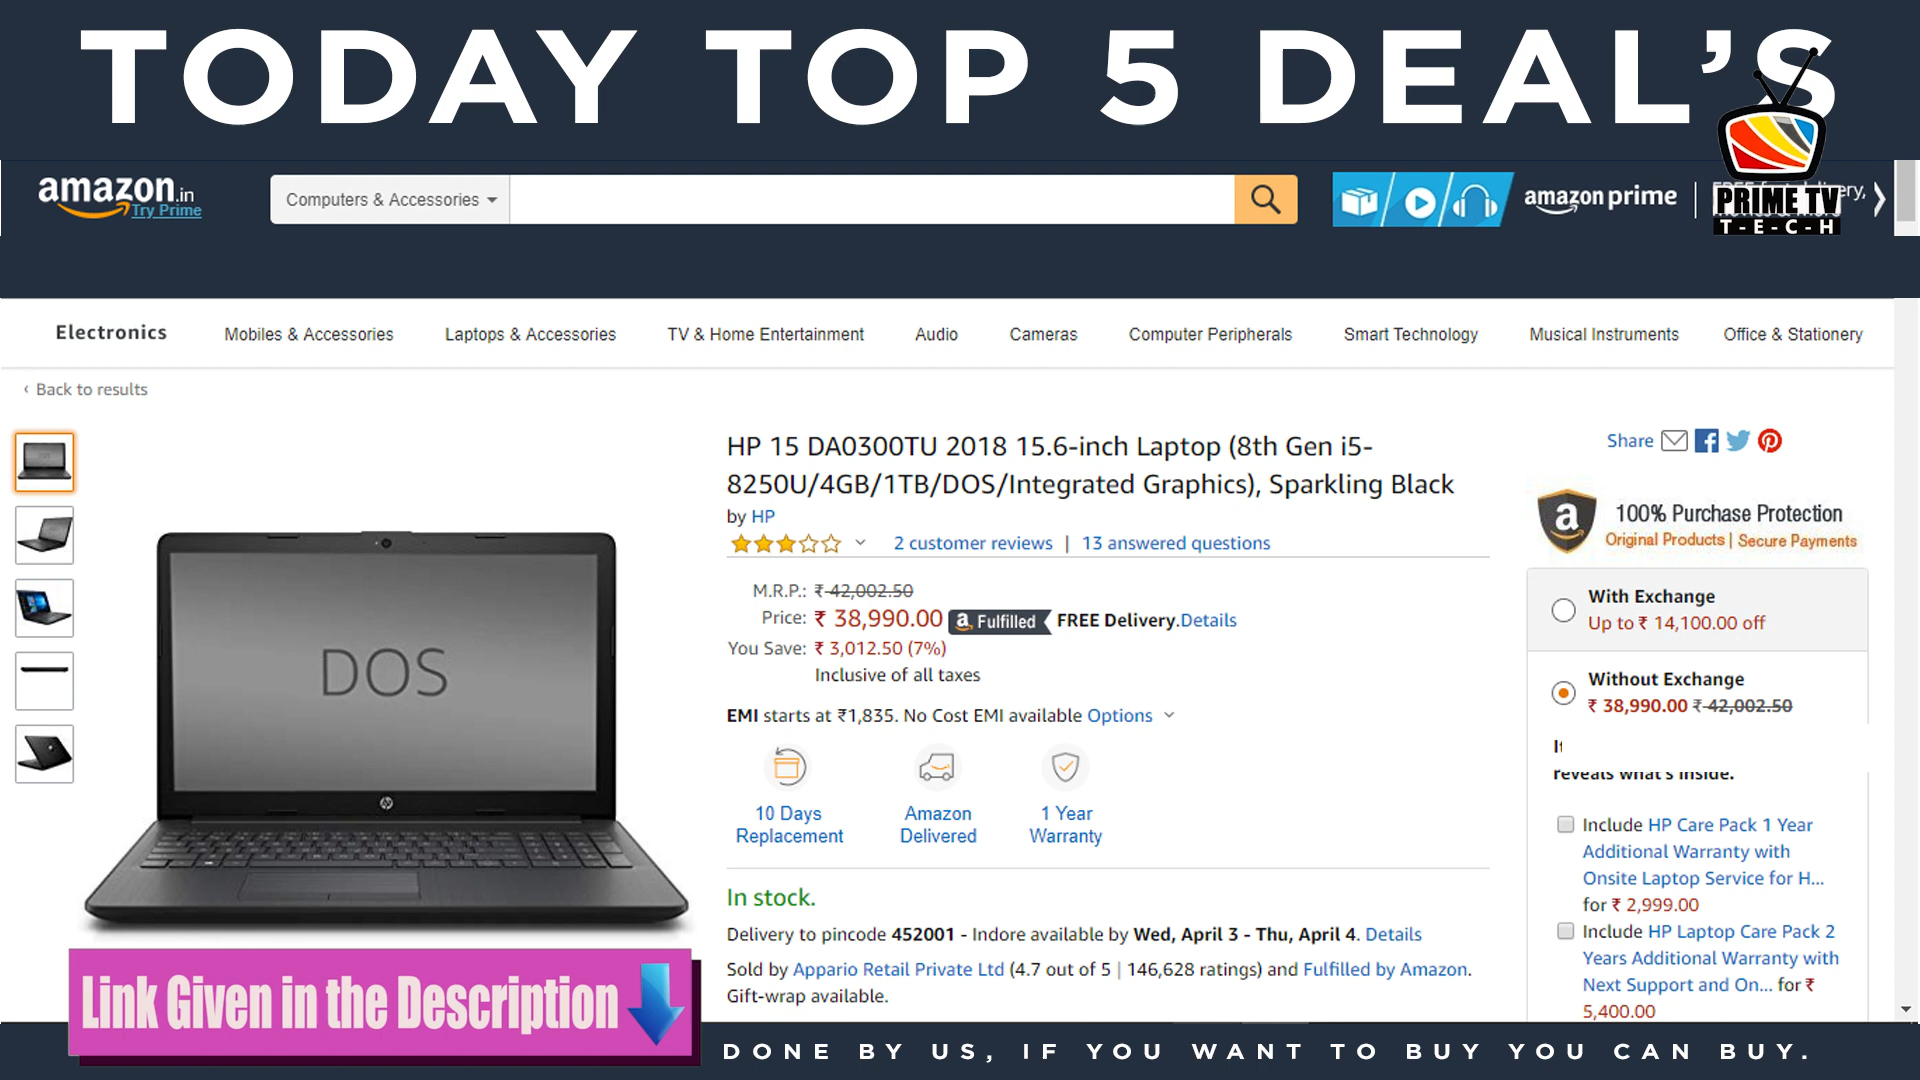 TODAY TOP 5 DEAL'S
amazon.in
Try Prime
Computers & Accessories
amazon prime
PRIME TV
T-E-C-H
Electronics
Mobiles & Accessories
Laptops & Accessories
TV & Home Entertainment
Audio
Cameras
Computer Peripherals
Smart Technology
Musical Instruments
Office & Stationery
‹ Back to results
DOS
hp
HP 15 DA0300TU 2018 15.6-inch Laptop (8th Gen i5-
8250U/4GB/1TB/DOS/Integrated Graphics), Sparkling Black
by HP
2 customer reviews | 13 answered questions
M.R.P.: ₹ 42,002.50
Price: ₹ 38,990.00 a Fulfilled FREE Delivery.Details
You Save: ₹ 3,012.50 (7%)
Inclusive of all taxes
EMI starts at ₹1,835. No Cost EMI available Options
10 Days
Replacement
Amazon
Delivered
1 Year
Warranty
In stock.
Delivery to pincode 452001 - Indore available by Wed, April 3 - Thu, April 4. Details
Sold by Appario Retail Private Ltd (4.7 out of 5 | 146,628 ratings) and Fulfilled by Amazon.
Gift-wrap available.
Share
a
100% Purchase Protection
Original Products | Secure Payments
With Exchange
Up to ₹ 14,100.00 off
Without Exchange
₹ 38,990.00 ₹ 42,002.50
reveals what's inside.
Include HP Care Pack 1 Year
Additional Warranty with
Onsite Laptop Service for H...
for ₹ 2,999.00
Include HP Laptop Care Pack 2
Years Additional Warranty with
Next Support and On... for ₹
5,400.00
Link Given in the Description
DONE BY US, IF YOU WANT TO BUY YOU CAN BUY.